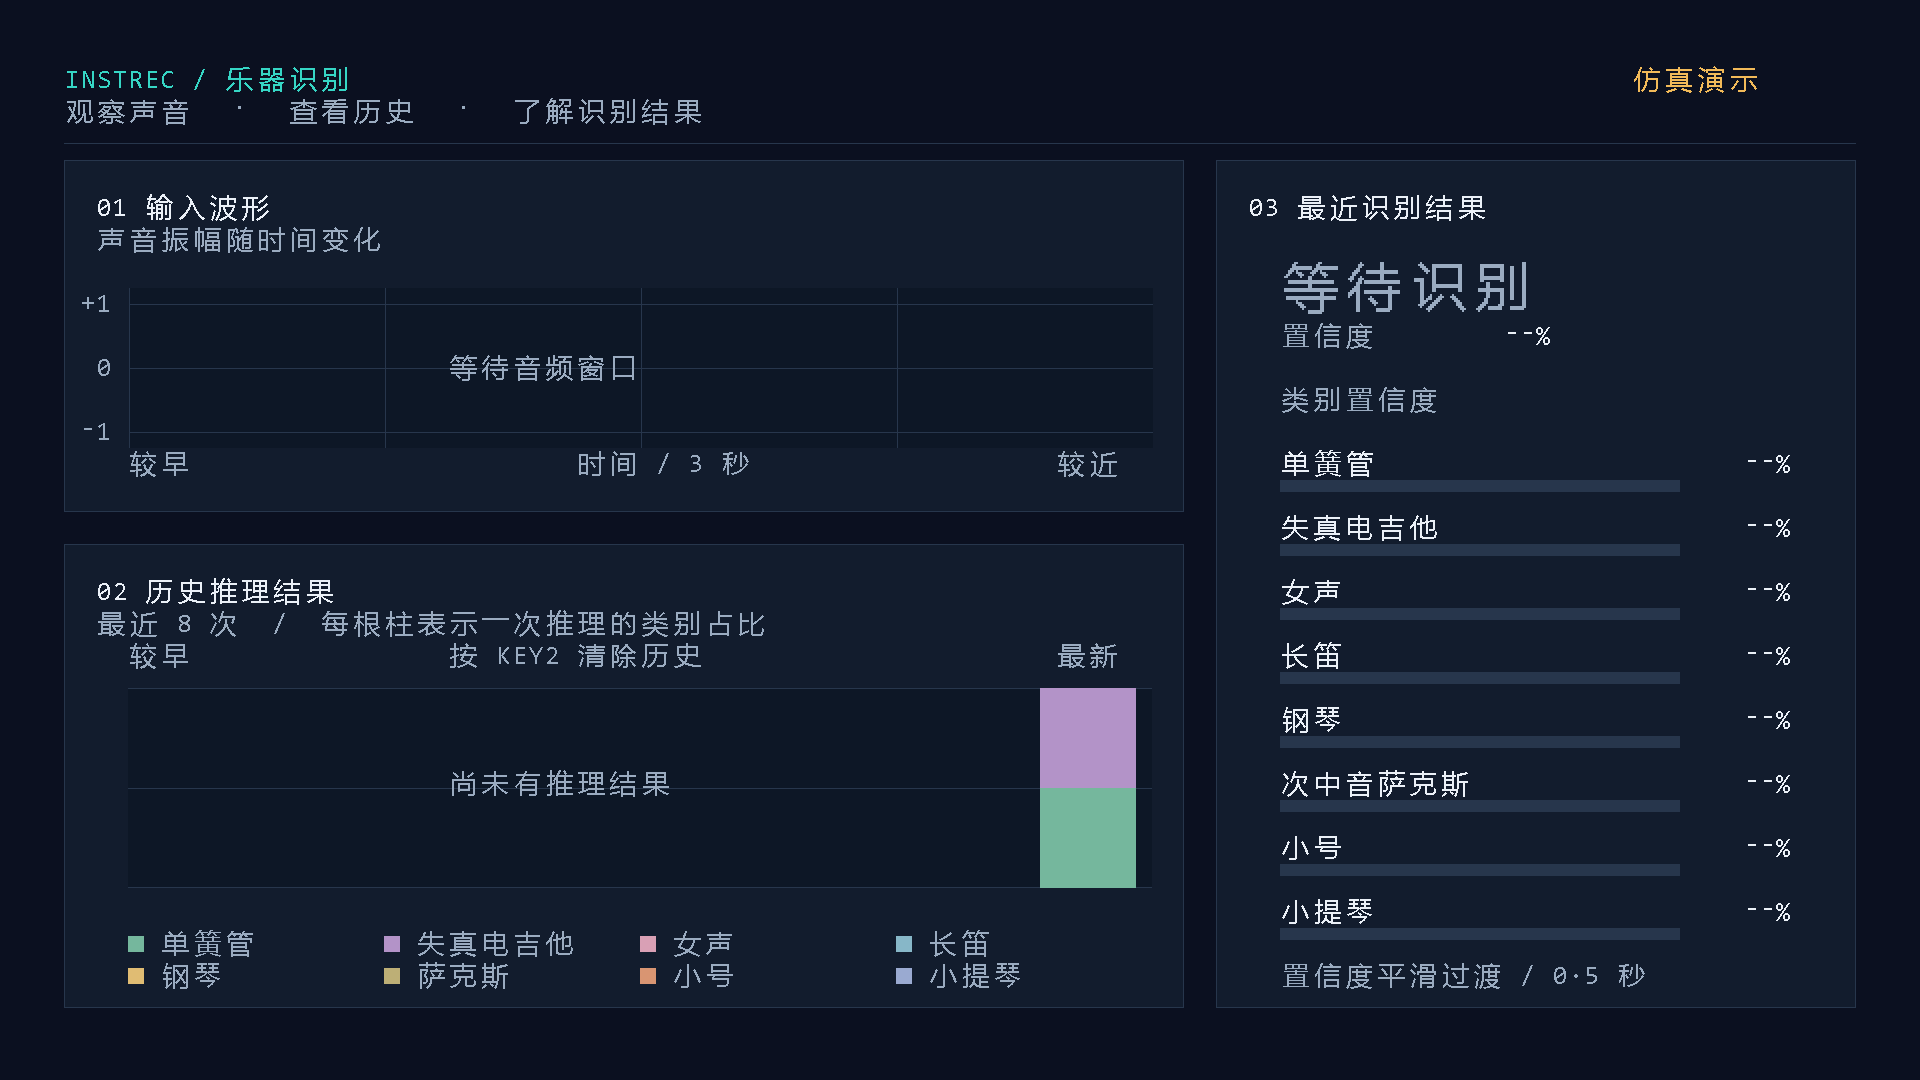 INSTREC / 乐器识别
仿真演示
观察声音 · 查看历史 · 了解识别结果
01 输入波形
声音振幅随时间变化
+1
0
-1
等待音频窗口
较早 时间 / 3 秒 较近
02 历史推理结果
最近 8 次 / 每根柱表示一次推理的类别占比
较早 按 KEY2 清除历史 最新
尚未有推理结果
单簧管 失真电吉他 女声 长笛
钢琴 萨克斯 小号 小提琴
03 最近识别结果
等待识别
置信度 --%
类别置信度
单簧管 --%
失真电吉他 --%
女声 --%
长笛 --%
钢琴 --%
次中音萨克斯 --%
小号 --%
小提琴 --%
置信度平滑过渡 / 0·5 秒